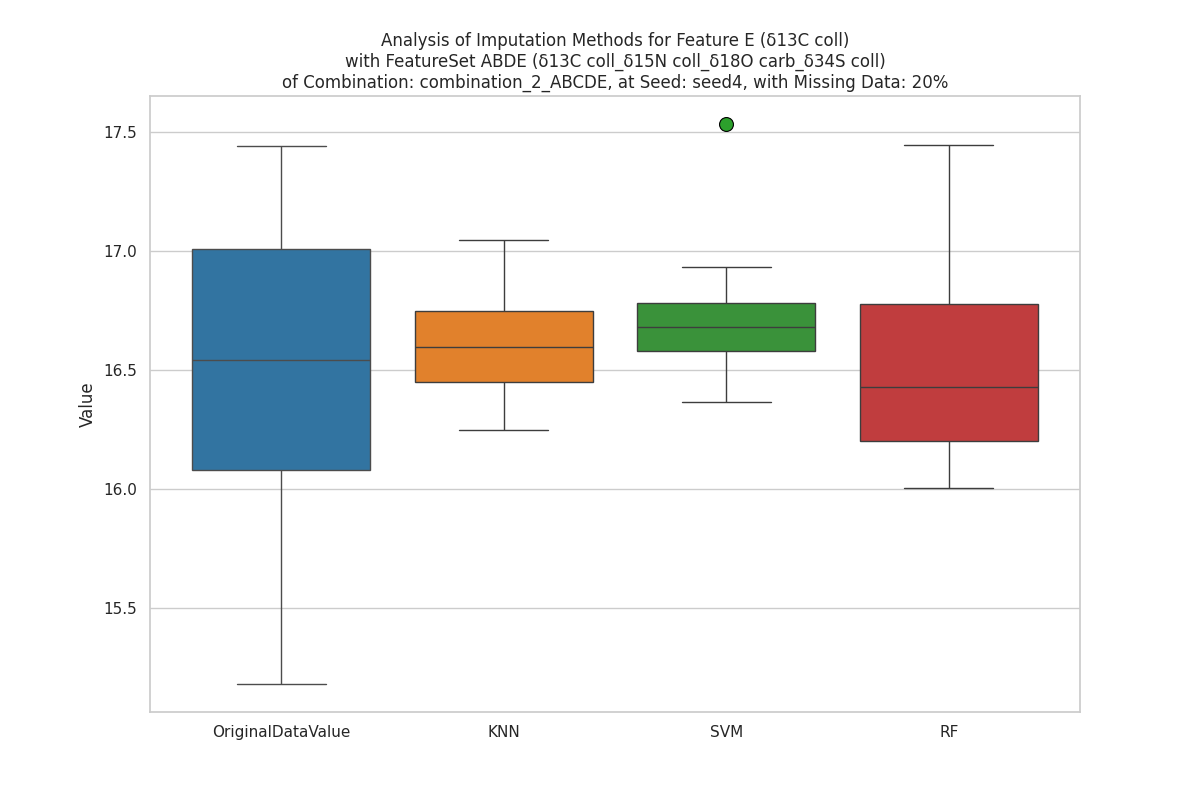 Analysis of Imputation Methods for Feature E (δ13C coll)
with FeatureSet ABDE (δ13C coll_δ15N coll_δ18O carb_δ34S coll)
of Combination: combination_2_ABCDE, at Seed: seed4, with Missing Data: 20%
17.5
17.0
16.5
16.0
15.5
Value
OriginalDataValue
KNN
SVM
RF